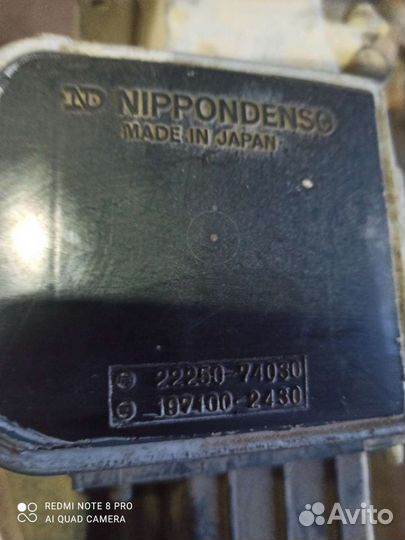 ND NIPPONDENSO
MADE IN JAPAN
22250-74030
197100-2430
REDMI NOTE 8 PRO
AI QUAD CAMERA
Avito